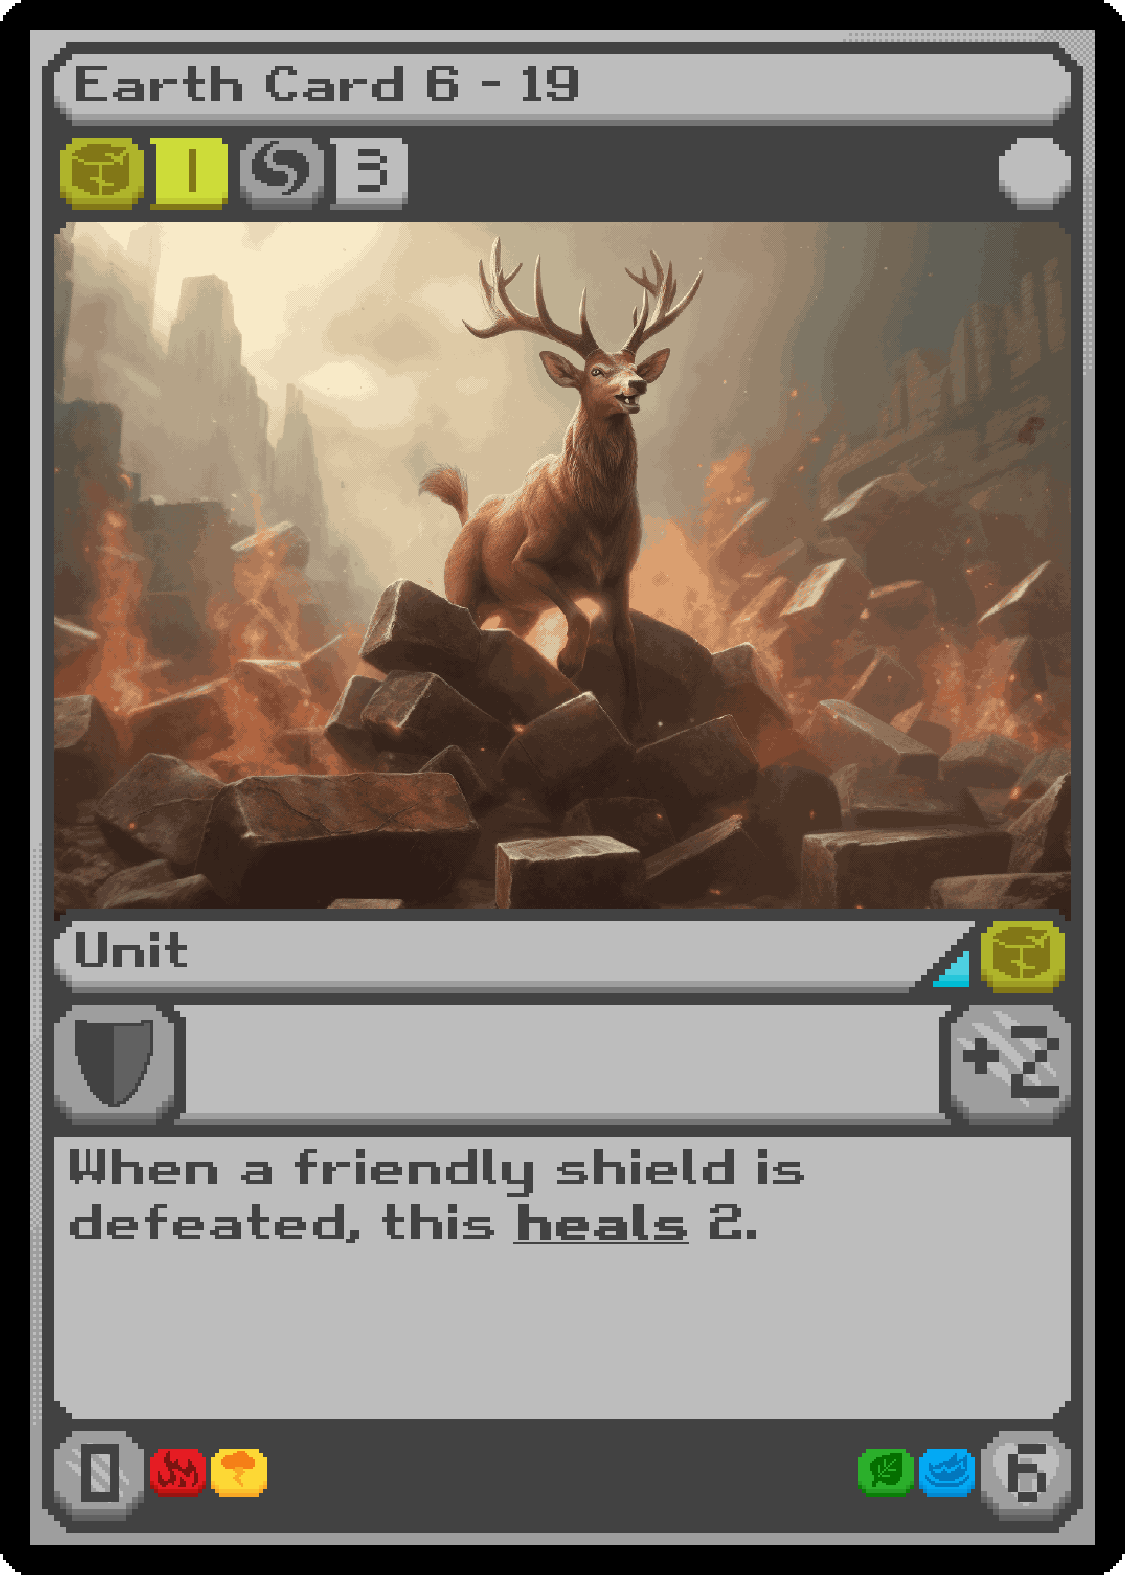 Earth Card 6 - 19
1 3
Unit
+2
When a friendly shield is
defeated, this heals 2.
0 6